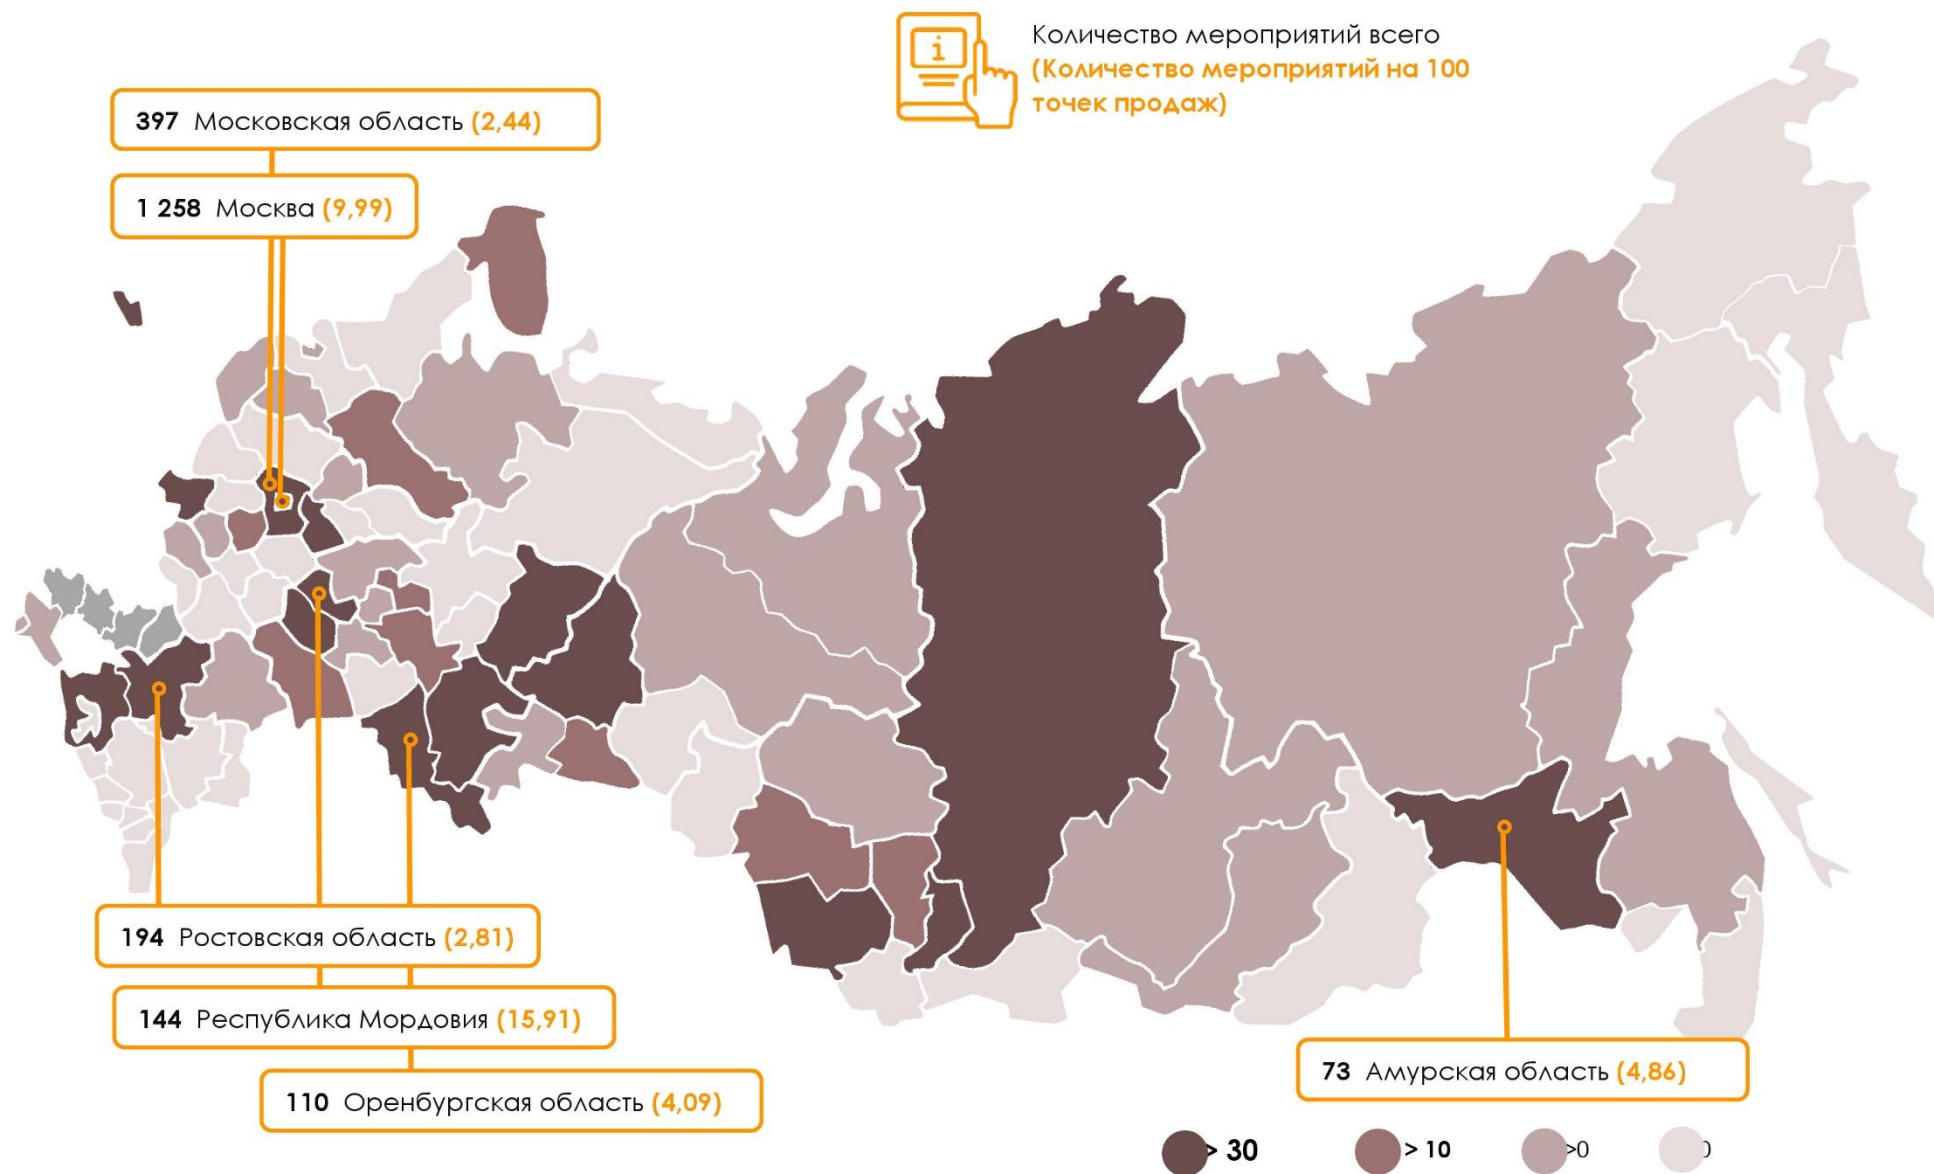 Количество мероприятий всего
(Количество мероприятий на 100
точек продаж)
397 Московская область (2,44)
1 258 Москва (9,99)
194 Ростовская область (2,81)
144 Республика Мордовия (15,91)
110 Оренбургская область (4,09)
73 Амурская область (4,86)
> 30 > 10 >0 0